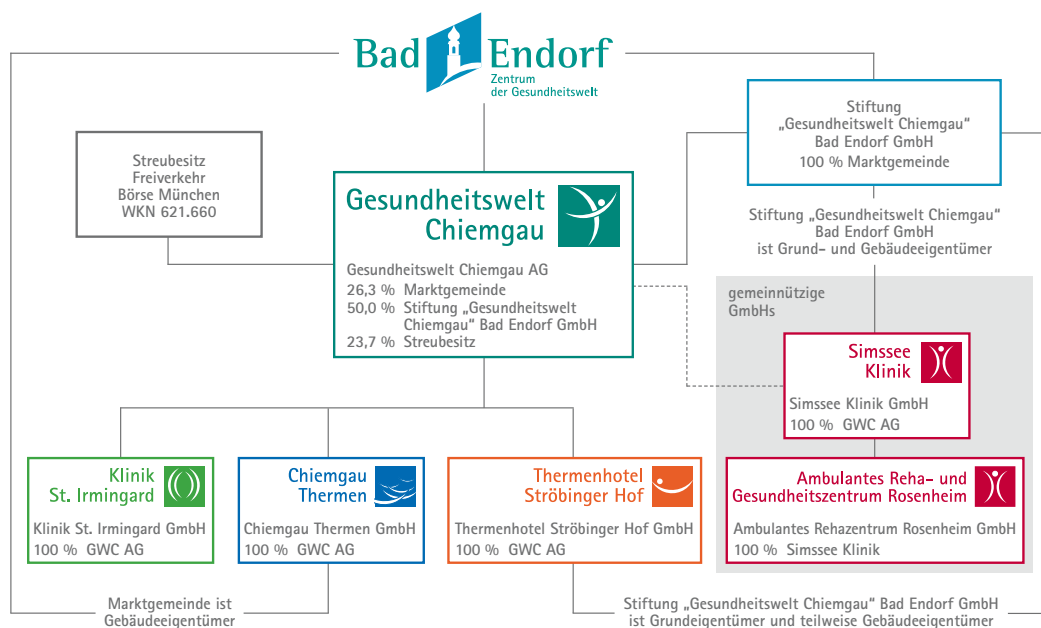 Bad Endorf
Zentrum
der Gesundheitswelt
Stiftung
„Gesundheitswelt Chiemgau“
Bad Endorf GmbH
100 % Marktgemeinde
Streubesitz
Freiverkehr
Börse München
WKN 621.660
Gesundheitswelt
Chiemgau
Gesundheitswelt Chiemgau AG
26,3 % Marktgemeinde
50,0 % Stiftung „Gesundheitswelt
Chiemgau“ Bad Endorf GmbH
23,7 % Streubesitz
Stiftung „Gesundheitswelt Chiemgau“
Bad Endorf GmbH
ist Grund- und Gebäudeeigentümer
gemeinnützige
GmbHs
Simssee
Klinik
Simssee Klinik GmbH
100 % GWC AG
Klinik
St. Irmingard
Klinik St. Irmingard GmbH
100 % GWC AG
Chiemgau
Thermen
Chiemgau Thermen GmbH
100 % GWC AG
Thermenhotel
Ströbinger Hof
Thermenhotel Ströbinger Hof GmbH
100 % GWC AG
Ambulantes Reha- und
Gesundheitszentrum Rosenheim
Ambulantes Rehazentrum Rosenheim GmbH
100 % Simssee Klinik
Marktgemeinde ist
Gebäudeeigentümer
Stiftung „Gesundheitswelt Chiemgau“ Bad Endorf GmbH
ist Grundeigentümer und teilweise Gebäudeeigentümer